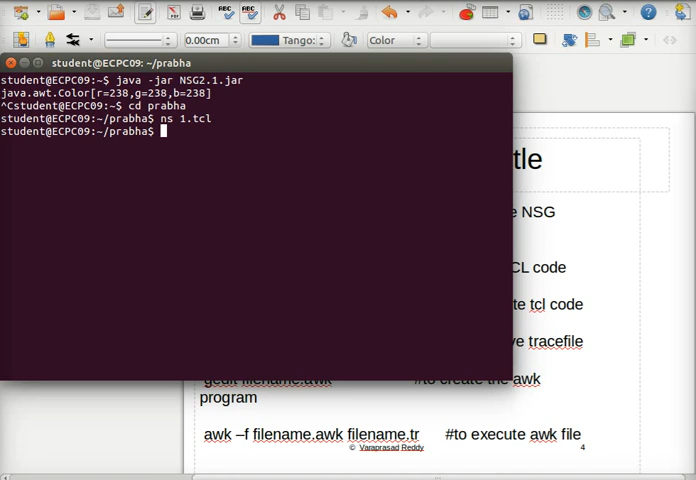 0.00cm
Tango:
Color
student@ECPC09: ~/prabha
student@ECPC09:~$ java -jar NSG2.1.jar
java.awt.Color[r=238,g=238,b=238]
^Cstudent@ECPC09:~$ cd prabha
student@ECPC09:~/prabha$ ns 1.tcl
student@ECPC09:~/prabha$
tle
e NSG
CL code
te tcl code
ve tracefile
gedit filename.awk #to create the awk
program
awk –f filename.awk filename.tr #to execute awk file
© Varaprasad Reddy 4